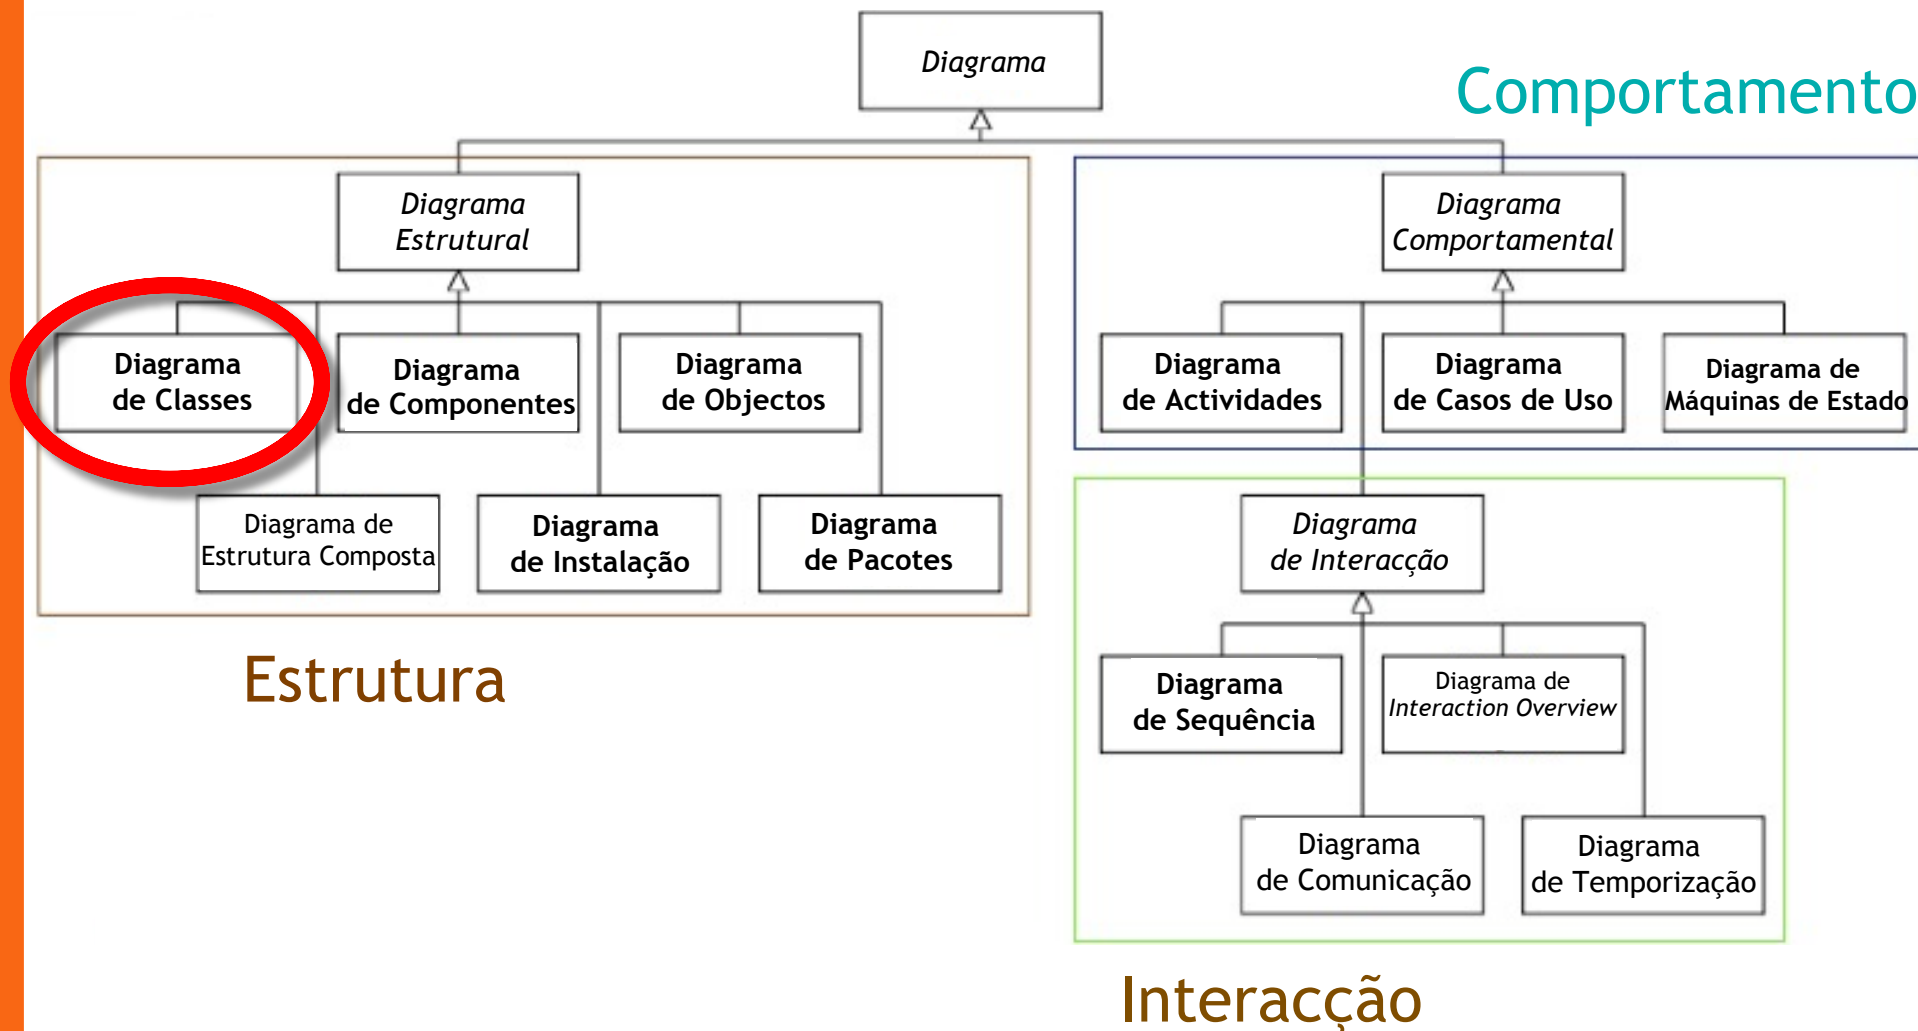 Diagrama
Comportamento
Diagrama
Estrutural
Diagrama
Comportamental
Diagrama
de Classes
Diagrama
de Componentes
Diagrama
de Objectos
Diagrama
de Actividades
Diagrama
de Casos de Uso
Diagrama de
Máquinas de Estado
Diagrama de
Estrutura Composta
Diagrama
de Instalação
Diagrama
de Pacotes
Diagrama
de Interacção
Estrutura
Diagrama
de Sequência
Diagrama de
Interaction Overview
Diagrama
de Comunicação
Diagrama
de Temporização
Interacção